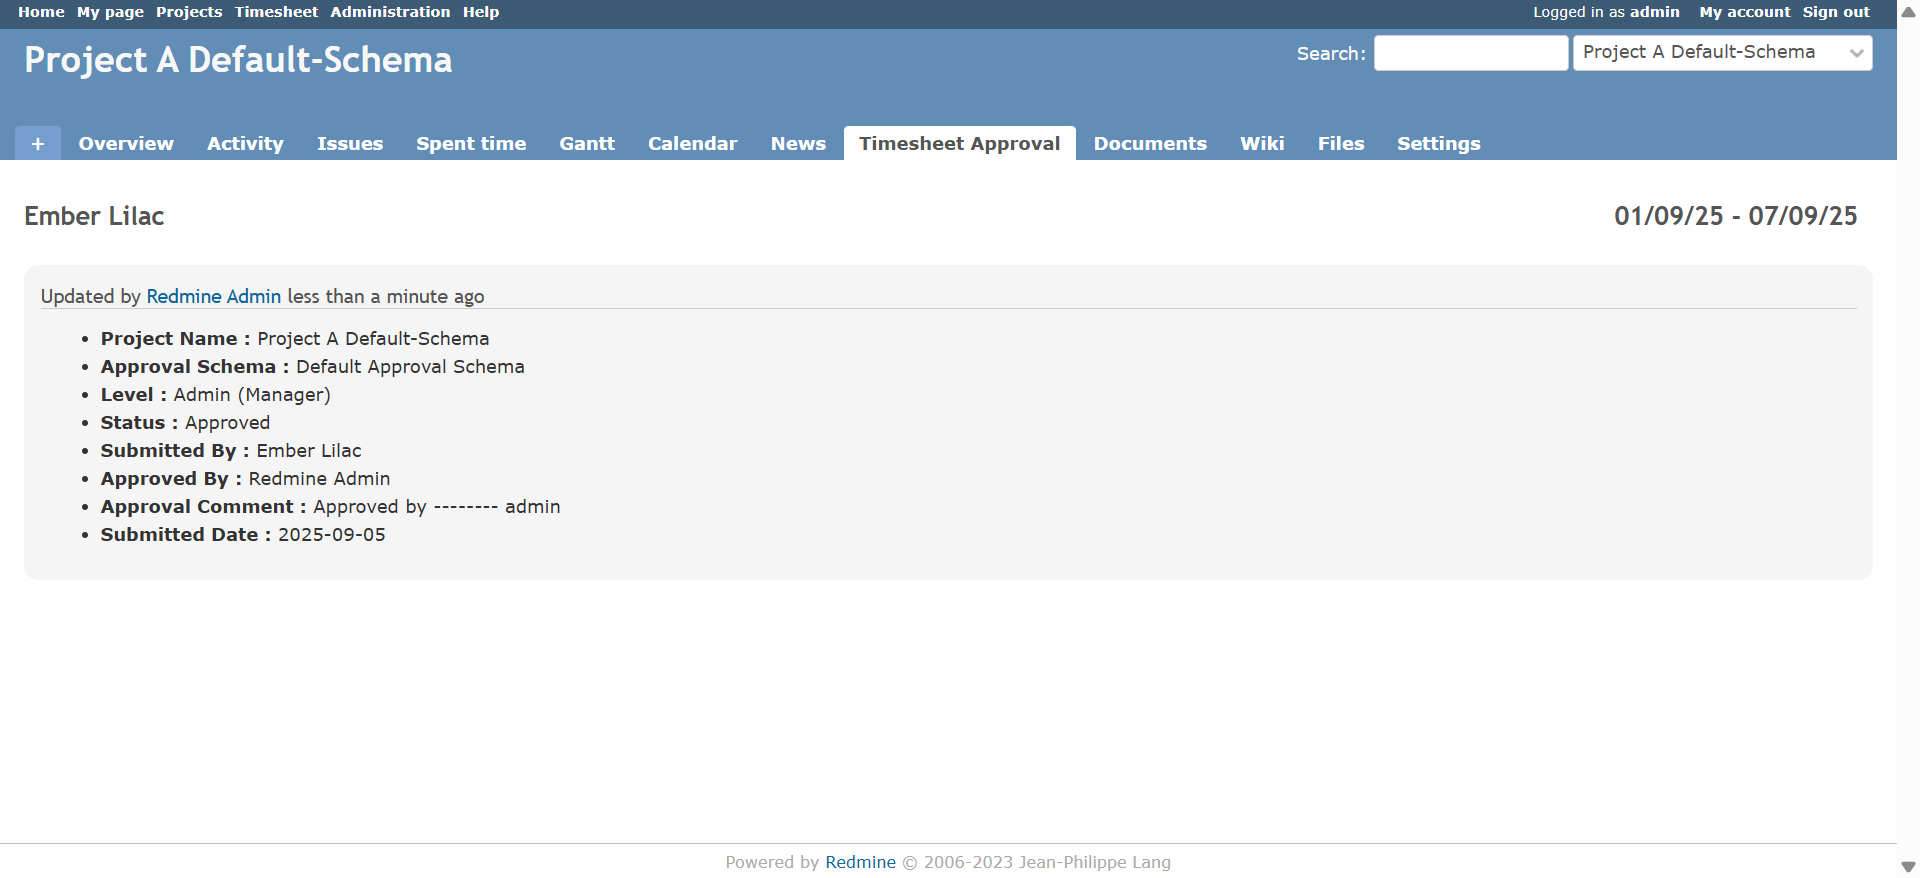 Home My page Projects Timesheet Administration Help
Logged in as admin My account Sign out
Project A Default-Schema
Search: Project A Default-Schema
+ Overview Activity Issues Spent time Gantt Calendar News Timesheet Approval Documents Wiki Files Settings
Ember Lilac
01/09/25 - 07/09/25
Updated by Redmine Admin less than a minute ago
• Project Name : Project A Default-Schema
• Approval Schema : Default Approval Schema
• Level : Admin (Manager)
• Status : Approved
• Submitted By : Ember Lilac
• Approved By : Redmine Admin
• Approval Comment : Approved by -------- admin
• Submitted Date : 2025-09-05
Powered by Redmine © 2006-2023 Jean-Philippe Lang